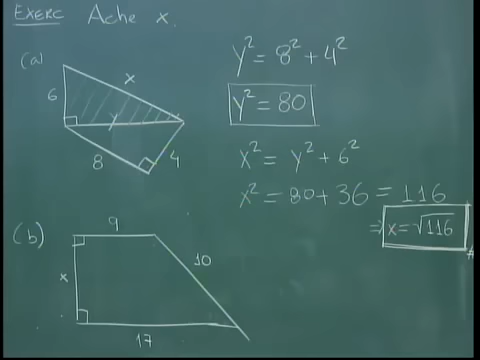 EXERC Ache x.
(a)
x
6
y
8
4
y² = 8² + 4²
y² = 80
x² = y² + 6²
x² = 80 + 36 = 116
⇒ x = √116
(b)
9
10
x
17